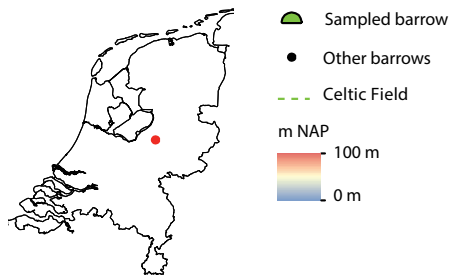 Sampled barrow
Other barrows
Celtic Field
m NAP
100 m
0 m